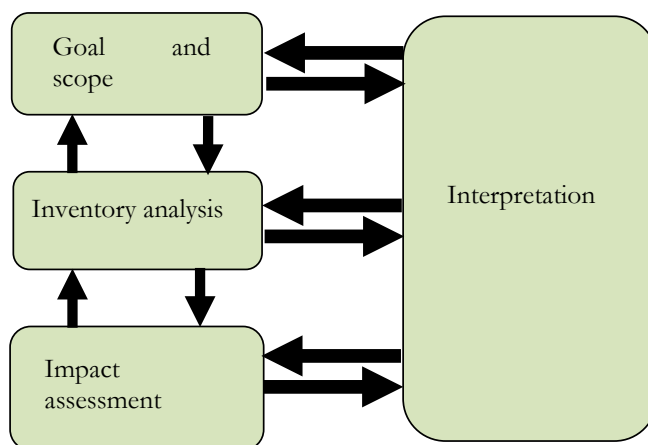 Goal and
scope
Inventory analysis
Interpretation
Impact
assessment